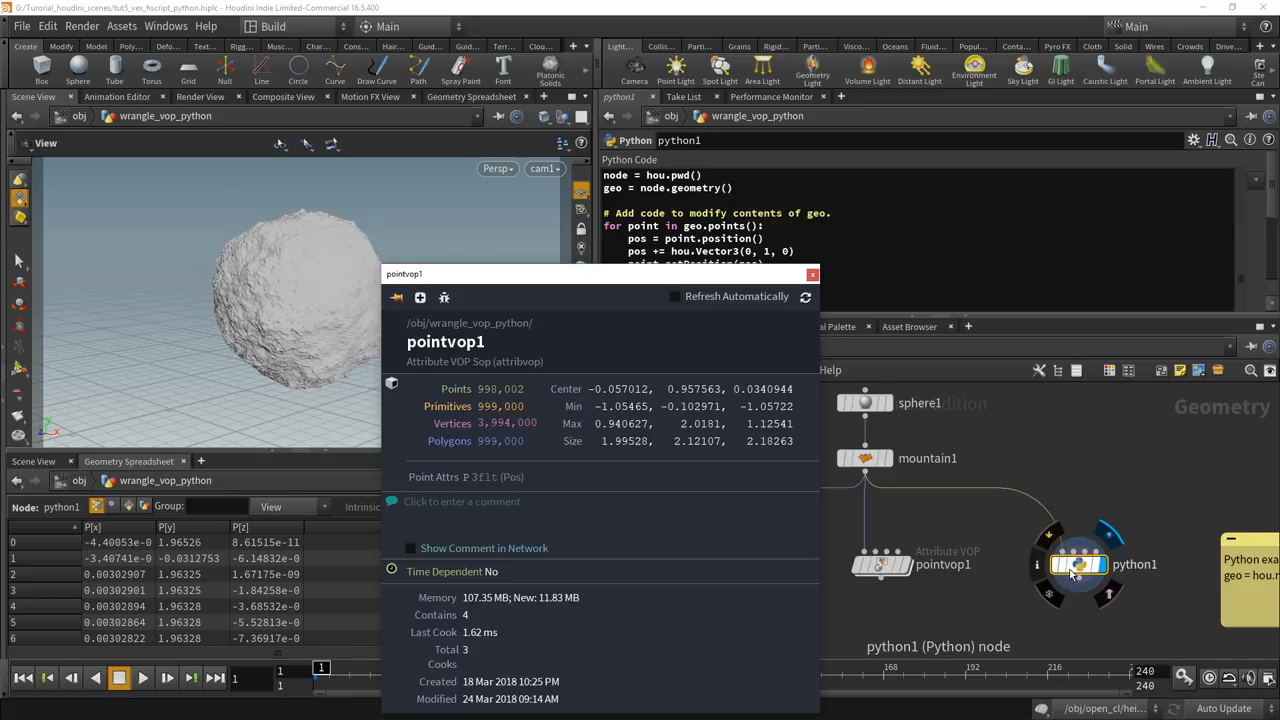 G:/Turorial_houdini_scenes/tut5_vex_hscript_python.hiplc - Houdini Indie Limited-Commercial 16.5.400
File Edit Render Assets Windows Help Build Main Main
Create Modify Model Poly... Defo... Text... Rigg... Musc... Char... Cons... Hair... Guid... Guid... Terr... Clou...
Box Sphere Tube Torus Grid Null Line Circle Curve Draw Curve Path Spray Paint Font Platonic Solids
Light... Collis... Parti... Grains Rigid... Parti... Visco... Oceans Fluid... Popul... Conta... Pyro FX Cloth Solid Wires Crowds Drive...
Camera Point Light Spot Light Area Light Geometry Light Volume Light Distant Light Environment Light Sky Light GI Light Caustic Light Portal Light Ambient Light Ste Ca
Scene View Animation Editor Render View Composite View Motion FX View Geometry Spreadsheet
python1 Take List Performance Monitor
obj wrangle_vop_python
obj wrangle_vop_python
View
Persp cam1
Python python1
Python Code
node = hou.pwd()
geo = node.geometry()
# Add code to modify contents of geo.
for point in geo.points():
pos = point.position()
pos += hou.Vector3(0, 1, 0)
pointvop1
Refresh Automatically
/obj/wrangle_vop_python/
pointvop1
Attribute VOP Sop (attribvop)
Points 998,002 Center -0.057012, 0.957563, 0.0340944
Primitives 999,000 Min -1.05465, -0.102971, -1.05722
Vertices 3,994,000 Max 0.940627, 2.0181, 1.12541
Polygons 999,000 Size 1.99528, 2.12107, 2.18263
Point Attrs P 3flt (Pos)
Click to enter a comment
Show Comment in Network
Time Dependent No
Memory 107.35 MB; New: 11.83 MB
Contains 4
Last Cook 1.62 ms
Total Cooks 3
Created 18 Mar 2018 10:25 PM
Modified 24 Mar 2018 09:14 AM
al Palette Asset Browser
Help
Geometry
sphere1
mountain1
Attribute VOP
pointvop1
python1
Python exa
geo = hou.n
python1 (Python) node
Scene View Geometry Spreadsheet
obj wrangle_vop_python
Node: python1 Group: View Intrinsic
P[x] P[y] P[z]
0 -4.40053e-0 1.96526 8.61515e-11
1 -3.40741e-0 -0.0312753 -6.14832e-0
2 0.00302907 1.96325 1.67175e-09
3 0.00302901 1.96325 -1.84258e-0
4 0.00302894 1.96328 -3.68532e-0
5 0.00302864 1.96328 -5.52813e-0
6 0.00302822 1.96328 -7.36917e-0
1 1 1 1 168 192 216 240 240
/obj/open_cl/hei... Auto Update